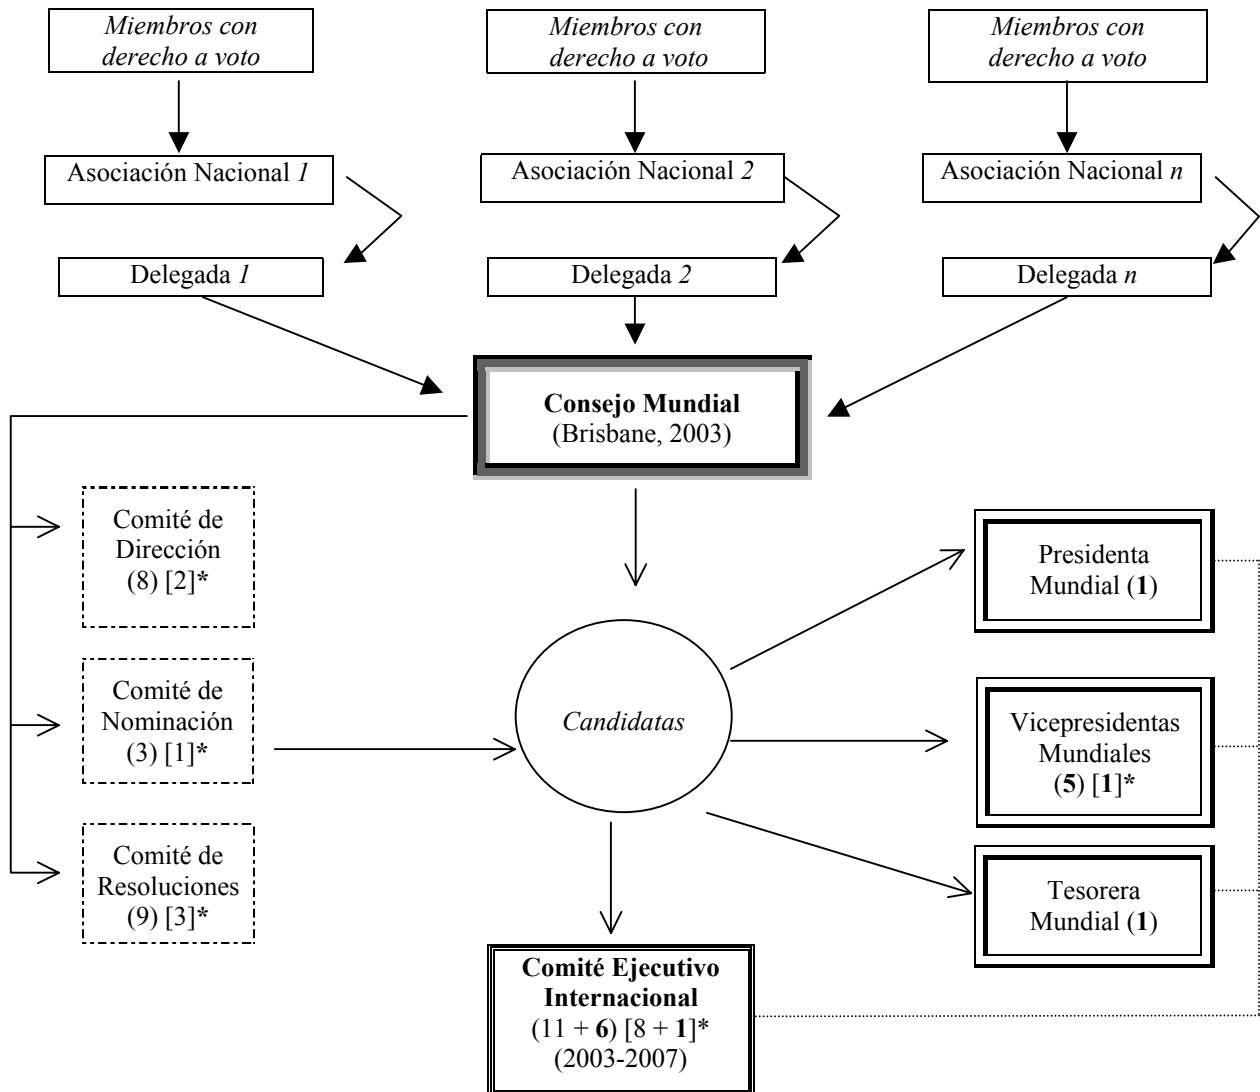 Miembros con
derecho a voto
Miembros con
derecho a voto
Miembros con
derecho a voto
Asociación Nacional 1
Asociación Nacional 2
Asociación Nacional n
Delegada 1
Delegada 2
Delegada n
Consejo Mundial
(Brisbane, 2003)
Comité de
Dirección
(8) [2]*
Presidenta
Mundial (1)
Comité de
Nominación
(3) [1]*
Candidatas
Vicepresidentas
Mundiales
(5) [1]*
Comité de
Resoluciones
(9) [3]*
Tesorera
Mundial (1)
Comité Ejecutivo
Internacional
(11 + 6) [8 + 1]*
(2003-2007)